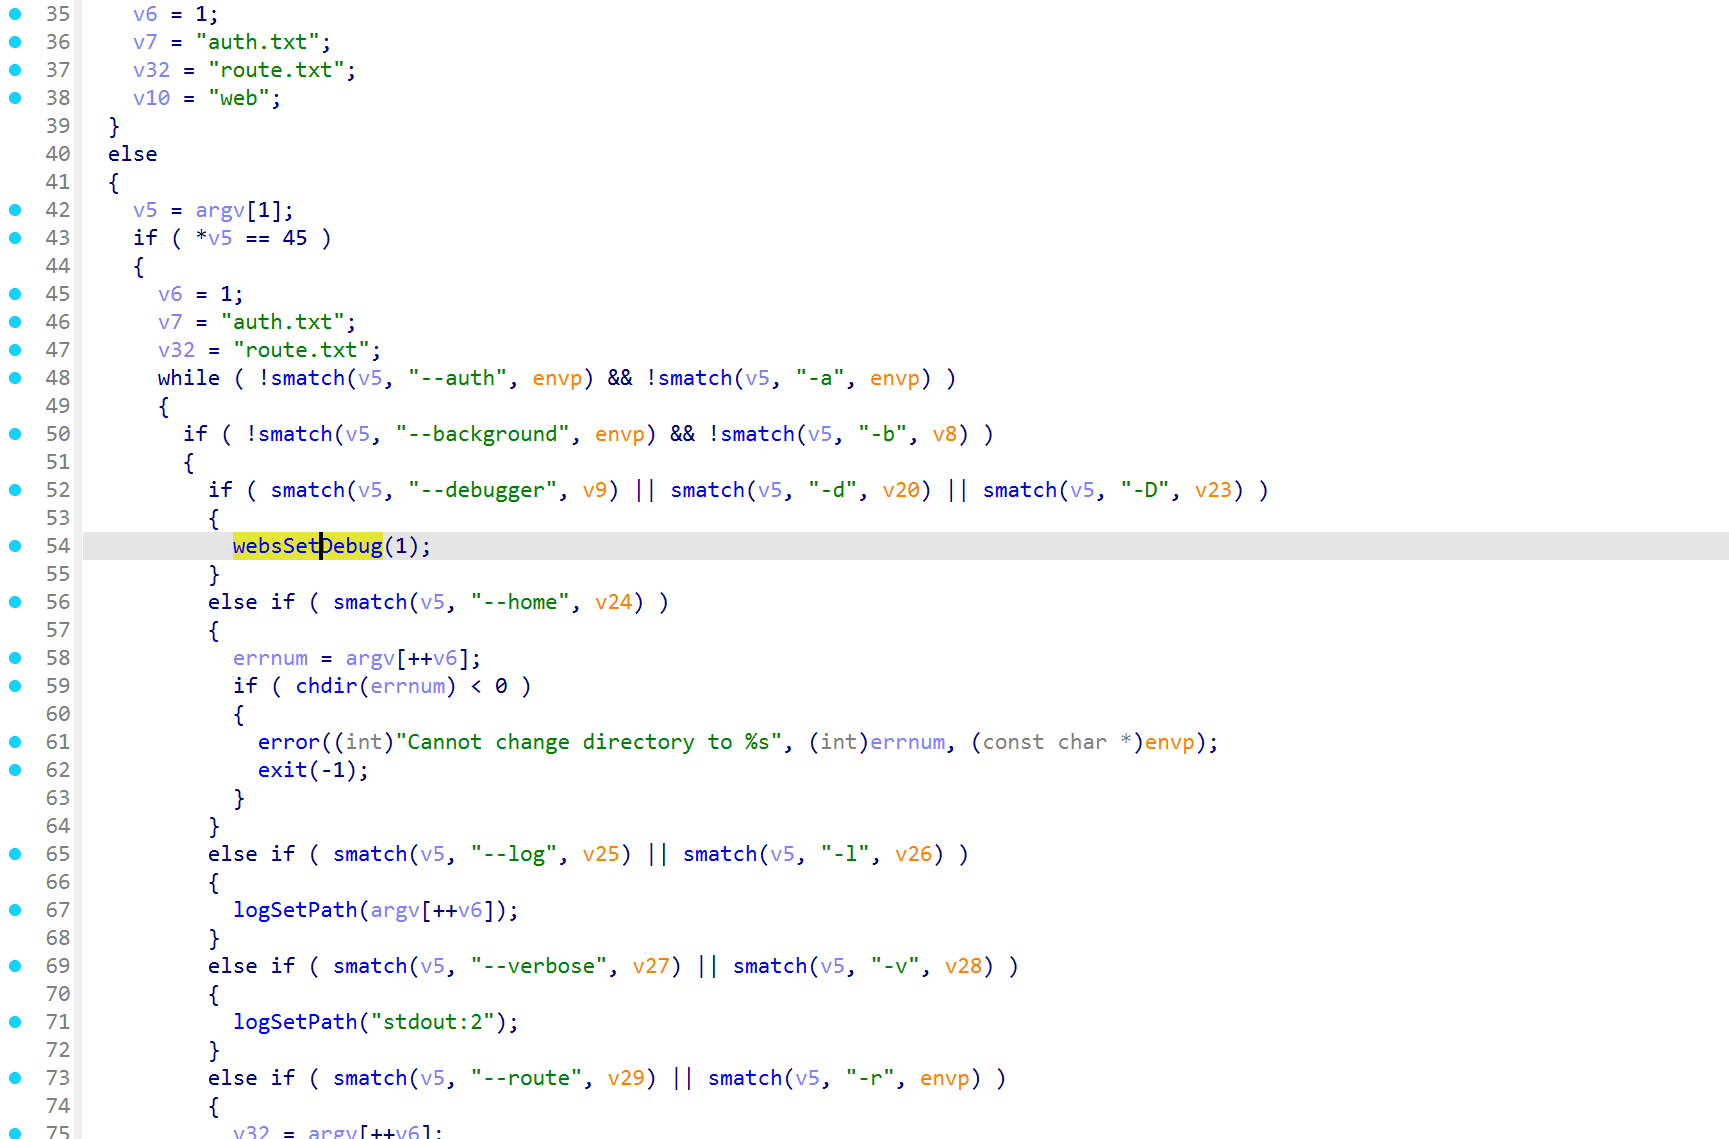 35     v6 = 1;
36     v7 = "auth.txt";
37     v32 = "route.txt";
38     v10 = "web";
39   }
40   else
41   {
42     v5 = argv[1];
43     if ( *v5 == 45 )
44     {
45       v6 = 1;
46       v7 = "auth.txt";
47       v32 = "route.txt";
48       while ( !smatch(v5, "--auth", envp) && !smatch(v5, "-a", envp) )
49       {
50         if ( !smatch(v5, "--background", envp) && !smatch(v5, "-b", v8) )
51         {
52           if ( smatch(v5, "--debugger", v9) || smatch(v5, "-d", v20) || smatch(v5, "-D", v23) )
53           {
54             websSetDebug(1);
55           }
56           else if ( smatch(v5, "--home", v24) )
57           {
58             errnum = argv[++v6];
59             if ( chdir(errnum) < 0 )
60             {
61               error((int)"Cannot change directory to %s", (int)errnum, (const char *)envp);
62               exit(-1);
63             }
64           }
65           else if ( smatch(v5, "--log", v25) || smatch(v5, "-l", v26) )
66           {
67             logSetPath(argv[++v6]);
68           }
69           else if ( smatch(v5, "--verbose", v27) || smatch(v5, "-v", v28) )
70           {
71             logSetPath("stdout:2");
72           }
73           else if ( smatch(v5, "--route", v29) || smatch(v5, "-r", envp) )
74           {
75             v32 = argv[++v6];